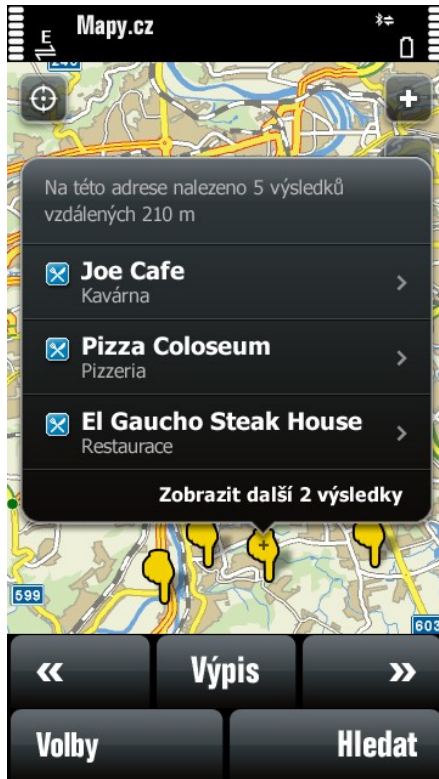 E
Mapy.cz
Na této adrese nalezeno 5 výsledků
vzdálených 210 m
Joe Cafe
Kavárna
Pizza Coloseum
Pizzeria
El Gaucho Steak House
Restaurace
Zobrazit další 2 výsledky
599
603
« Výpis »
Volby Hledat